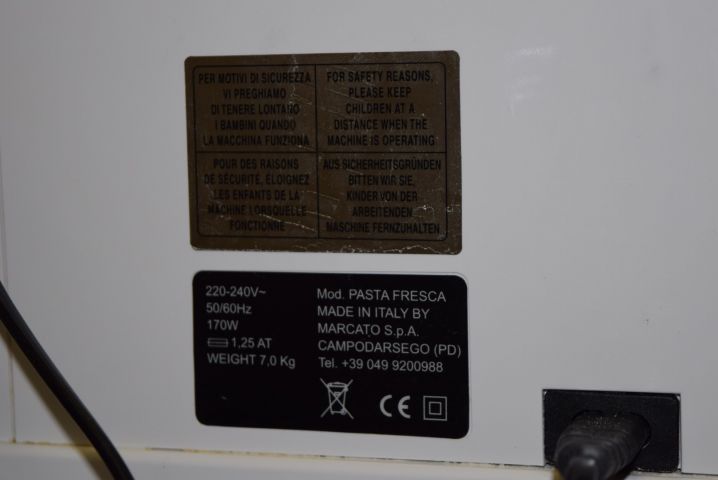 PER MOTIVI DI SICUREZZA
VI PREGHIAMO
DI TENERE LONTANO
I BAMBINI QUANDO
LA MACCHINA FUNZIONA
FOR SAFETY REASONS,
PLEASE KEEP
CHILDREN AT A
DISTANCE WHEN THE
MACHINE IS OPERATING
POUR DES RAISONS
DE SÉCURITÉ, ÉLOIGNEZ
LES ENFANTS DE LA
MACHINE LORSQUELLE
FONCTIONNE
AUS SICHERHEITSGRÜNDEN
BITTEN WIR SIE,
KINDER VON DER
ARBEITENDEN
MASCHINE FERNZUHALTEN
220-240V~
50/60Hz
170W
1,25 AT
WEIGHT 7,0 Kg
Mod. PASTA FRESCA
MADE IN ITALY BY
MARCATO S.p.A.
CAMPODARSEGO (PD)
Tel. +39 049 9200988
CE